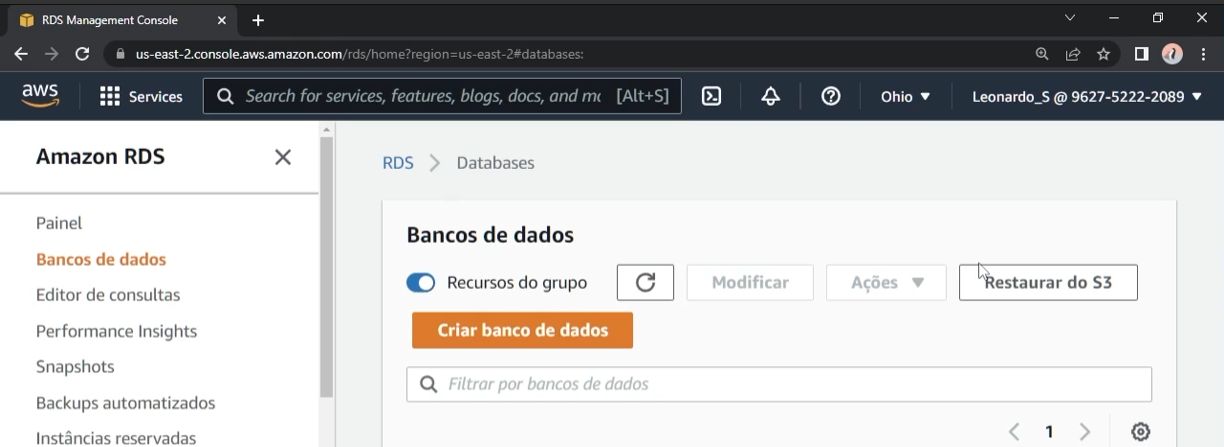 RDS Management Console
us-east-2.console.aws.amazon.com/rds/home?region=us-east-2#databases:
aws Services Search for services, features, blogs, docs, and mo [Alt+S] Ohio Leonardo_S @ 9627-5222-2089
Amazon RDS
Painel
Bancos de dados
Editor de consultas
Performance Insights
Snapshots
Backups automatizados
Instâncias reservadas
RDS > Databases
Bancos de dados
Recursos do grupo Modificar Ações Restaurar do S3
Criar banco de dados
Filtrar por bancos de dados
1